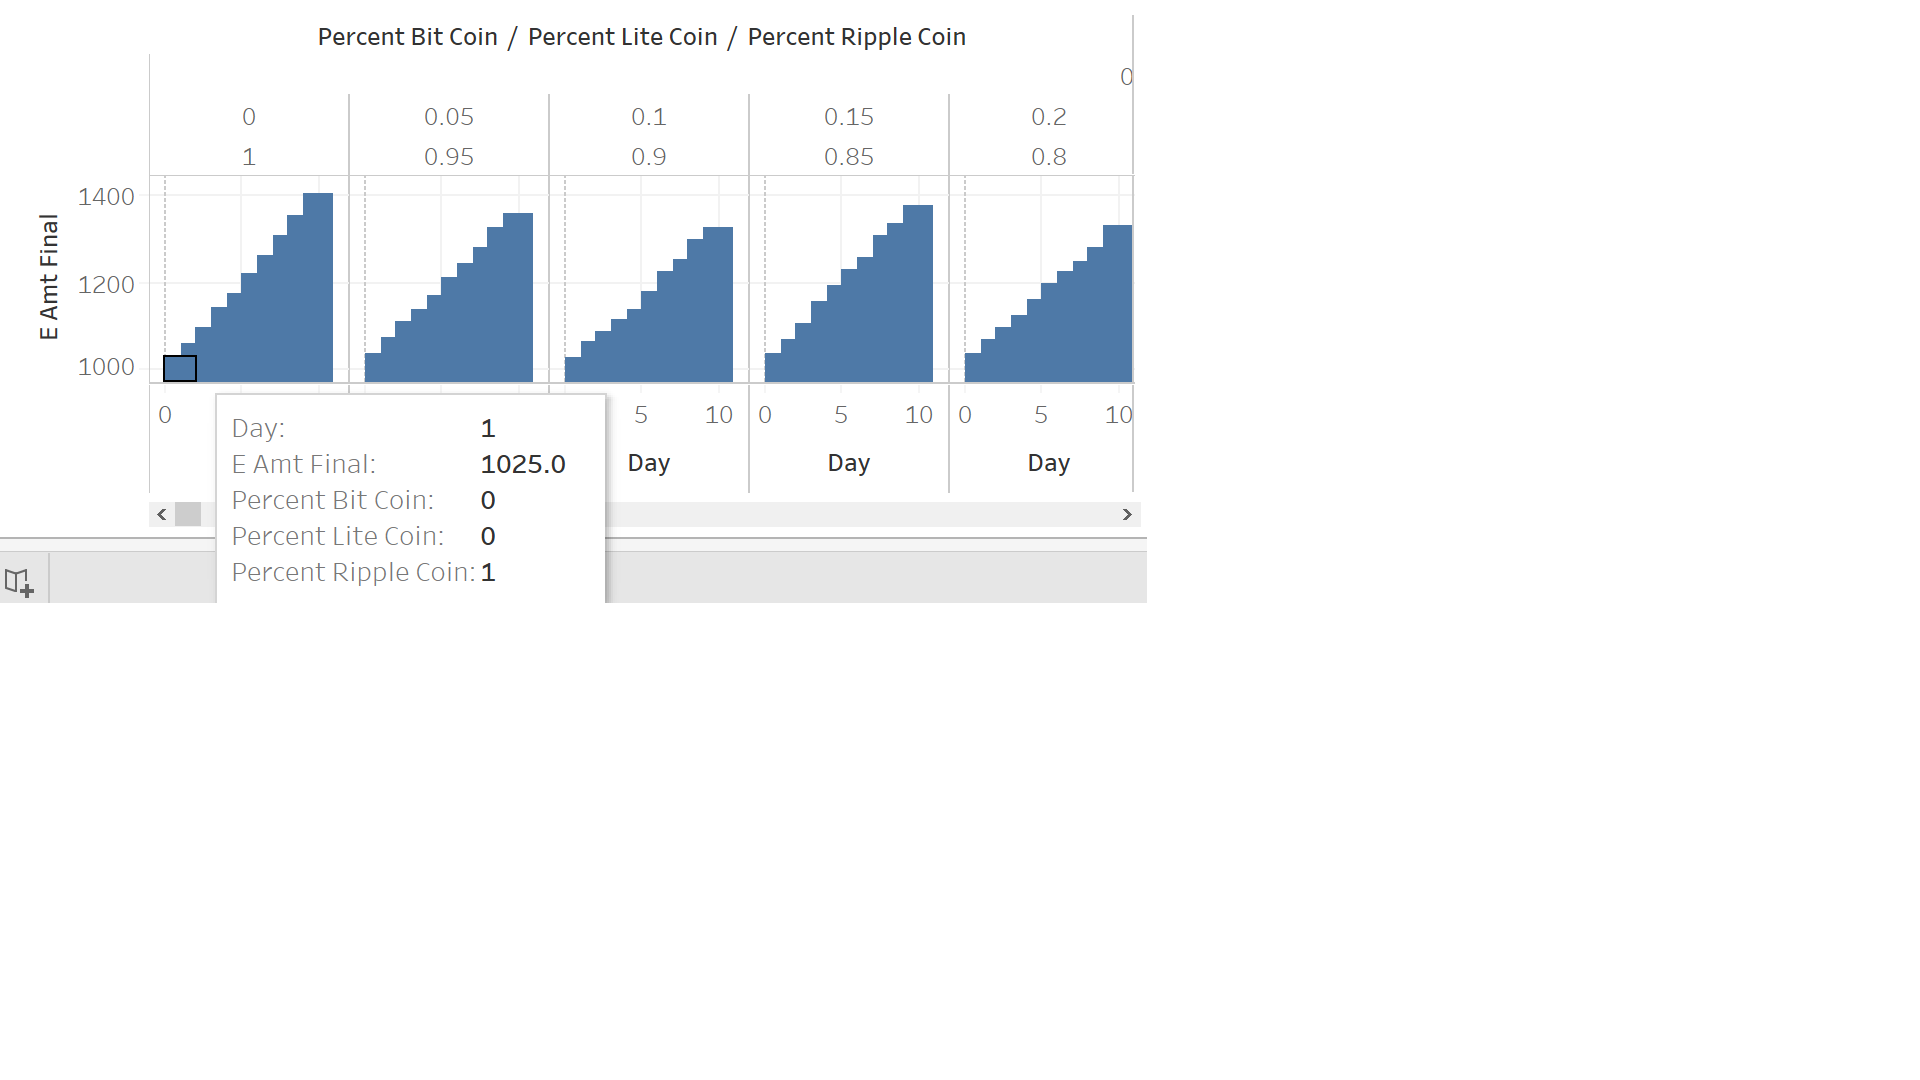 Percent Bit Coin / Percent Lite Coin / Percent Ripple Coin
0
0 0.05 0.1 0.15 0.2
1 0.95 0.9 0.85 0.8
E Amt Final
1400
1200
1000
0 5 10 0 5 10 0 5 10
Day Day Day
Day: 1
E Amt Final: 1025.0
Percent Bit Coin: 0
Percent Lite Coin: 0
Percent Ripple Coin: 1